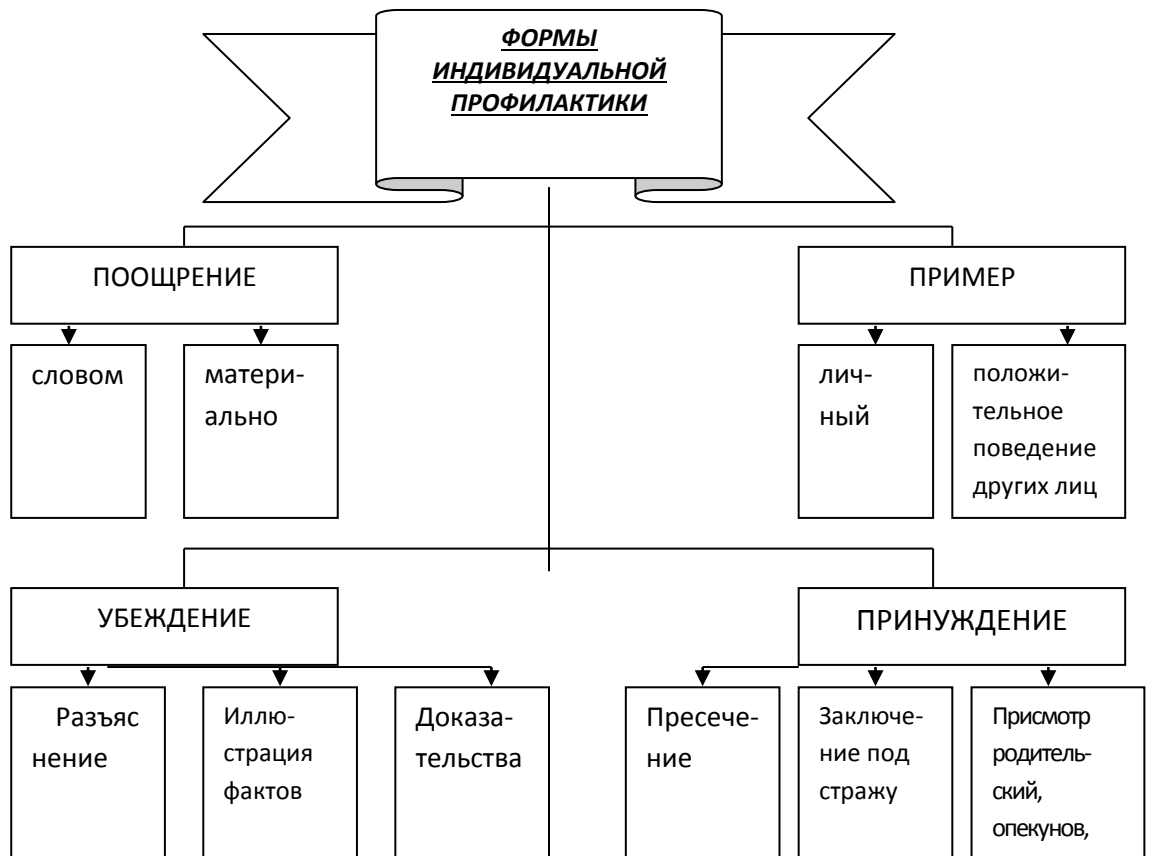 ФОРМЫ
ИНДИВИДУАЛЬНОЙ
ПРОФИЛАКТИКИ
ПООЩРЕНИЕ
ПРИМЕР
словом
матери-
ально
лич-
ный
положи-
тельное
поведение
других лиц
УБЕЖДЕНИЕ
ПРИНУЖДЕНИЕ
Разъяс
нение
Иллю-
страция
фактов
Доказа-
тельства
Пресече-
ние
Заключе-
ние под
стражу
Присмотр
родитель-
ский,
опекунов,